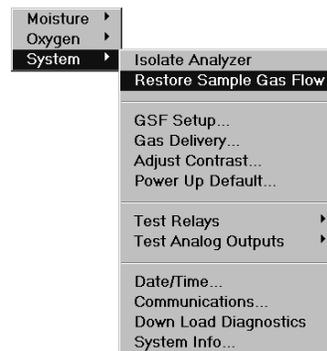 Moisture
Oxygen
System
Isolate Analyzer
Restore Sample Gas Flow
GSF Setup...
Gas Delivery...
Adjust Contrast...
Power Up Default...
Test Relays
Test Analog Outputs
Date/Time...
Communications...
Down Load Diagnostics
System Info...